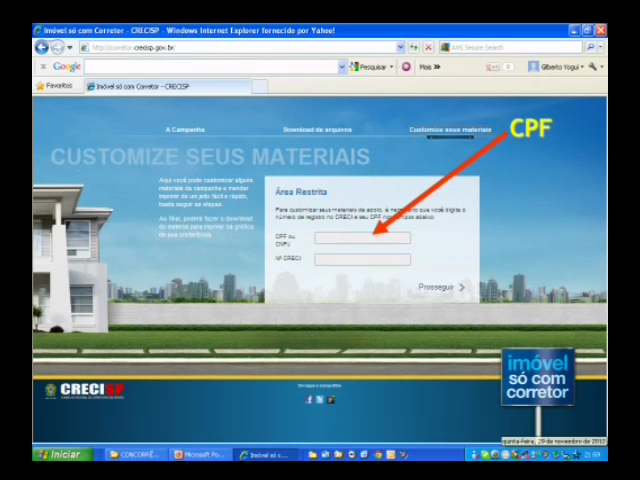 Imóvel só com Corretor - CRECISP - Windows Internet Explorer fornecido por Yahoo!
http://corretor.crecisp.gov.br/
AVG Secure Search
Google
Pesquisar
Mais »
Gilberto Yogui
Favoritos
Imóvel só com Corretor - CRECISP
A Campanha
Download de arquivos
Customize seus materiais
CPF
CUSTOMIZE SEUS MATERIAIS
Aqui você pode customizar alguns
materiais da campanha e mandar
imprimir de um jeito fácil e rápido,
basta seguir as etapas.
Ao final, poderá fazer o download
do material para imprimir na gráfica
de sua preferência.
Área Restrita
Para customizar seus materiais de apoio, é necessário que você digite o
número de registro no CRECI e seu CPF nos campos abaixo:
CPF ou
CNPJ
Nº CRECI:
Prosseguir
CRECISP
imóvel
só com
corretor
quinta-feira, 29 de novembro de 2012
Iniciar
CONCORRÊ...
Microsoft Po...
Imóvel só c...
21:59